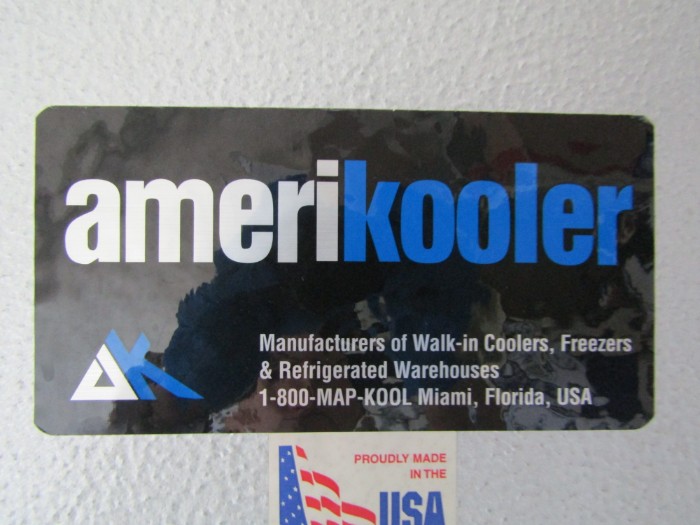 amerikooler
Manufacturers of Walk-in Coolers, Freezers
& Refrigerated Warehouses
1-800-MAP-KOOL Miami, Florida, USA
PROUDLY MADE
IN THE
USA